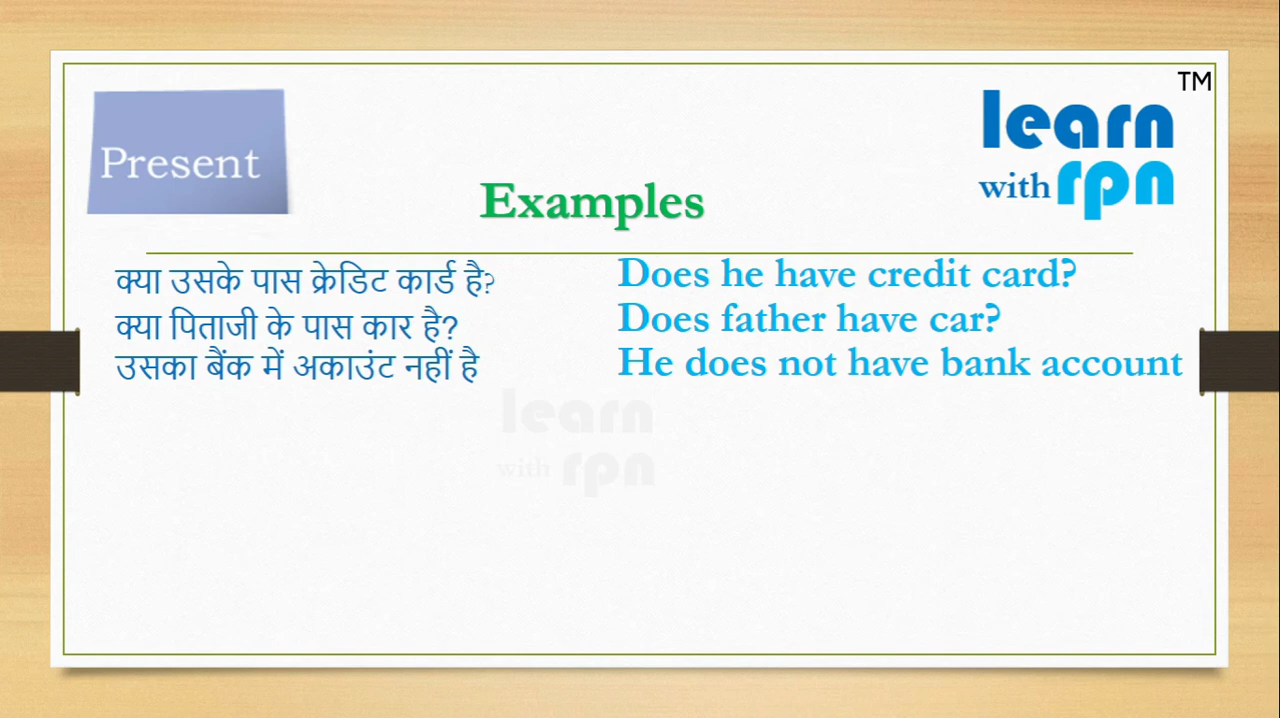 TM
learn
with rpn
Present
Examples
क्या उसके पास क्रेडिट कार्ड है?
Does he have credit card?
क्या पिताजी के पास कार है?
Does father have car?
उसका बैंक में अकाउंट नहीं है
He does not have bank account
learn
with rpn